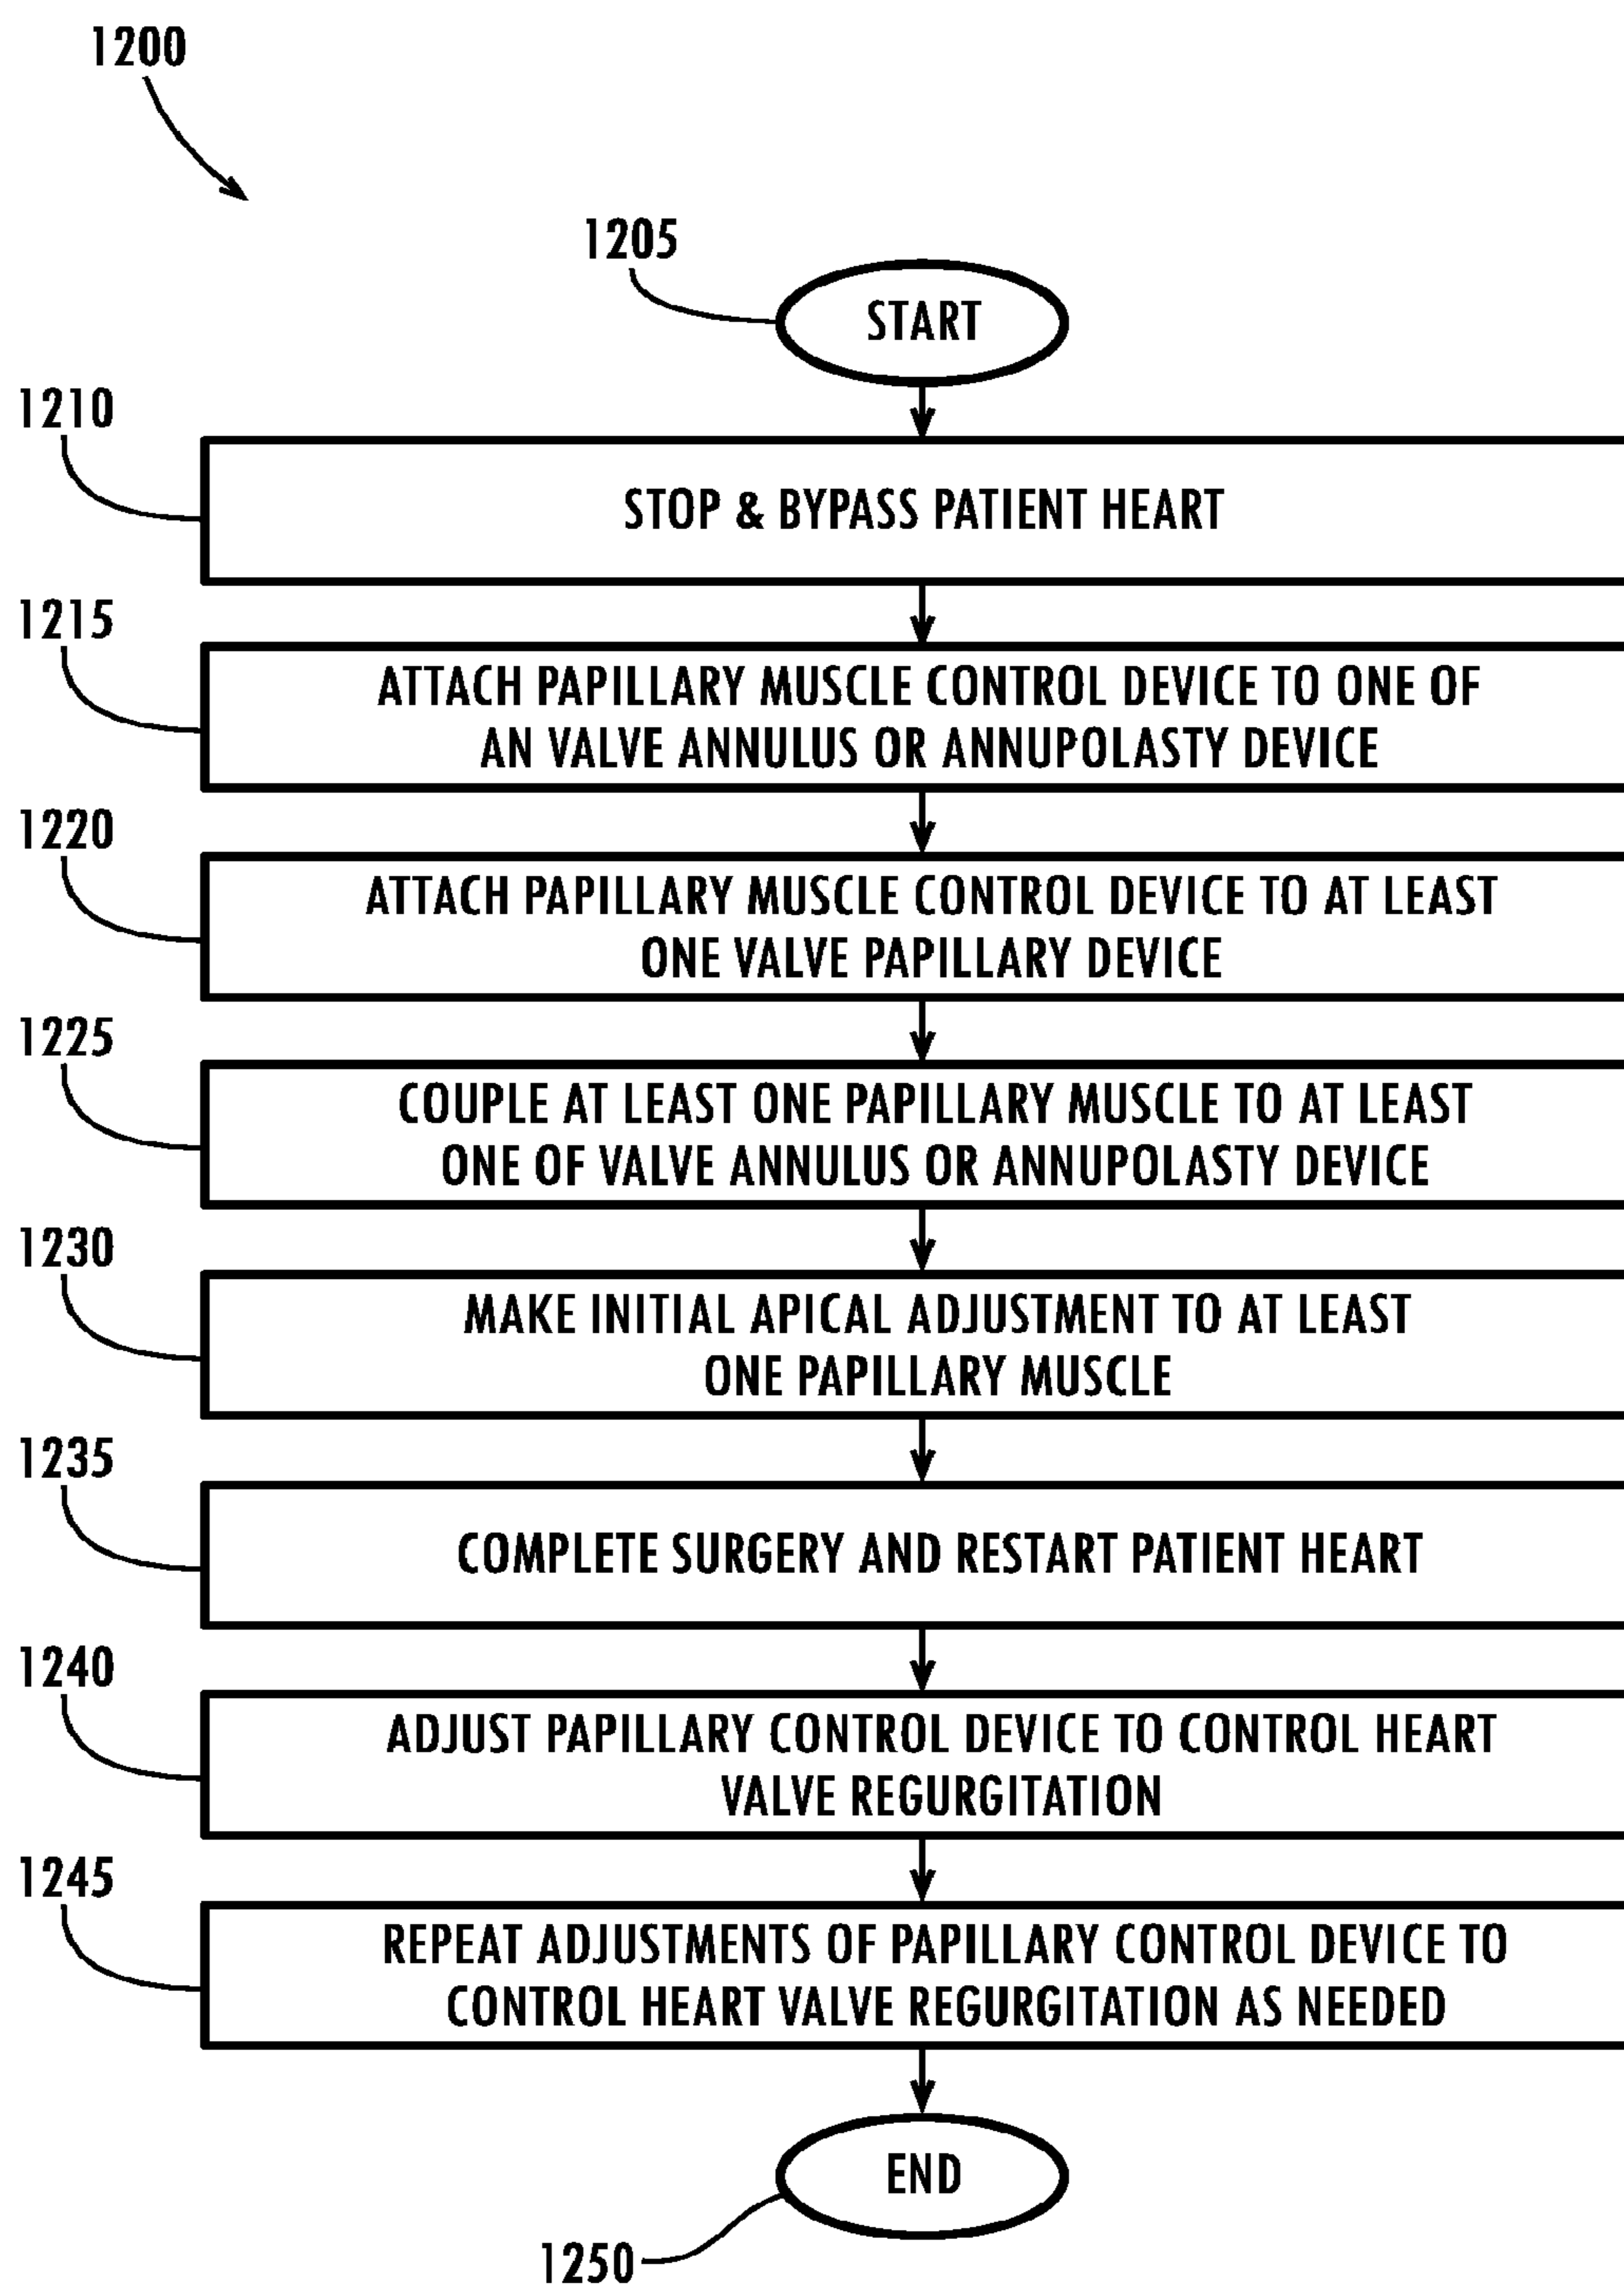 1200
1205
START
1210
STOP & BYPASS PATIENT HEART
1215
ATTACH PAPILLARY MUSCLE CONTROL DEVICE TO ONE OF
AN VALVE ANNULUS OR ANNUPOLASTY DEVICE
1220
ATTACH PAPILLARY MUSCLE CONTROL DEVICE TO AT LEAST
ONE VALVE PAPILLARY DEVICE
1225
COUPLE AT LEAST ONE PAPILLARY MUSCLE TO AT LEAST
ONE OF VALVE ANNULUS OR ANNUPOLASTY DEVICE
1230
MAKE INITIAL APICAL ADJUSTMENT TO AT LEAST
ONE PAPILLARY MUSCLE
1235
COMPLETE SURGERY AND RESTART PATIENT HEART
1240
ADJUST PAPILLARY CONTROL DEVICE TO CONTROL HEART
VALVE REGURGITATION
1245
REPEAT ADJUSTMENTS OF PAPILLARY CONTROL DEVICE TO
CONTROL HEART VALVE REGURGITATION AS NEEDED
END
1250